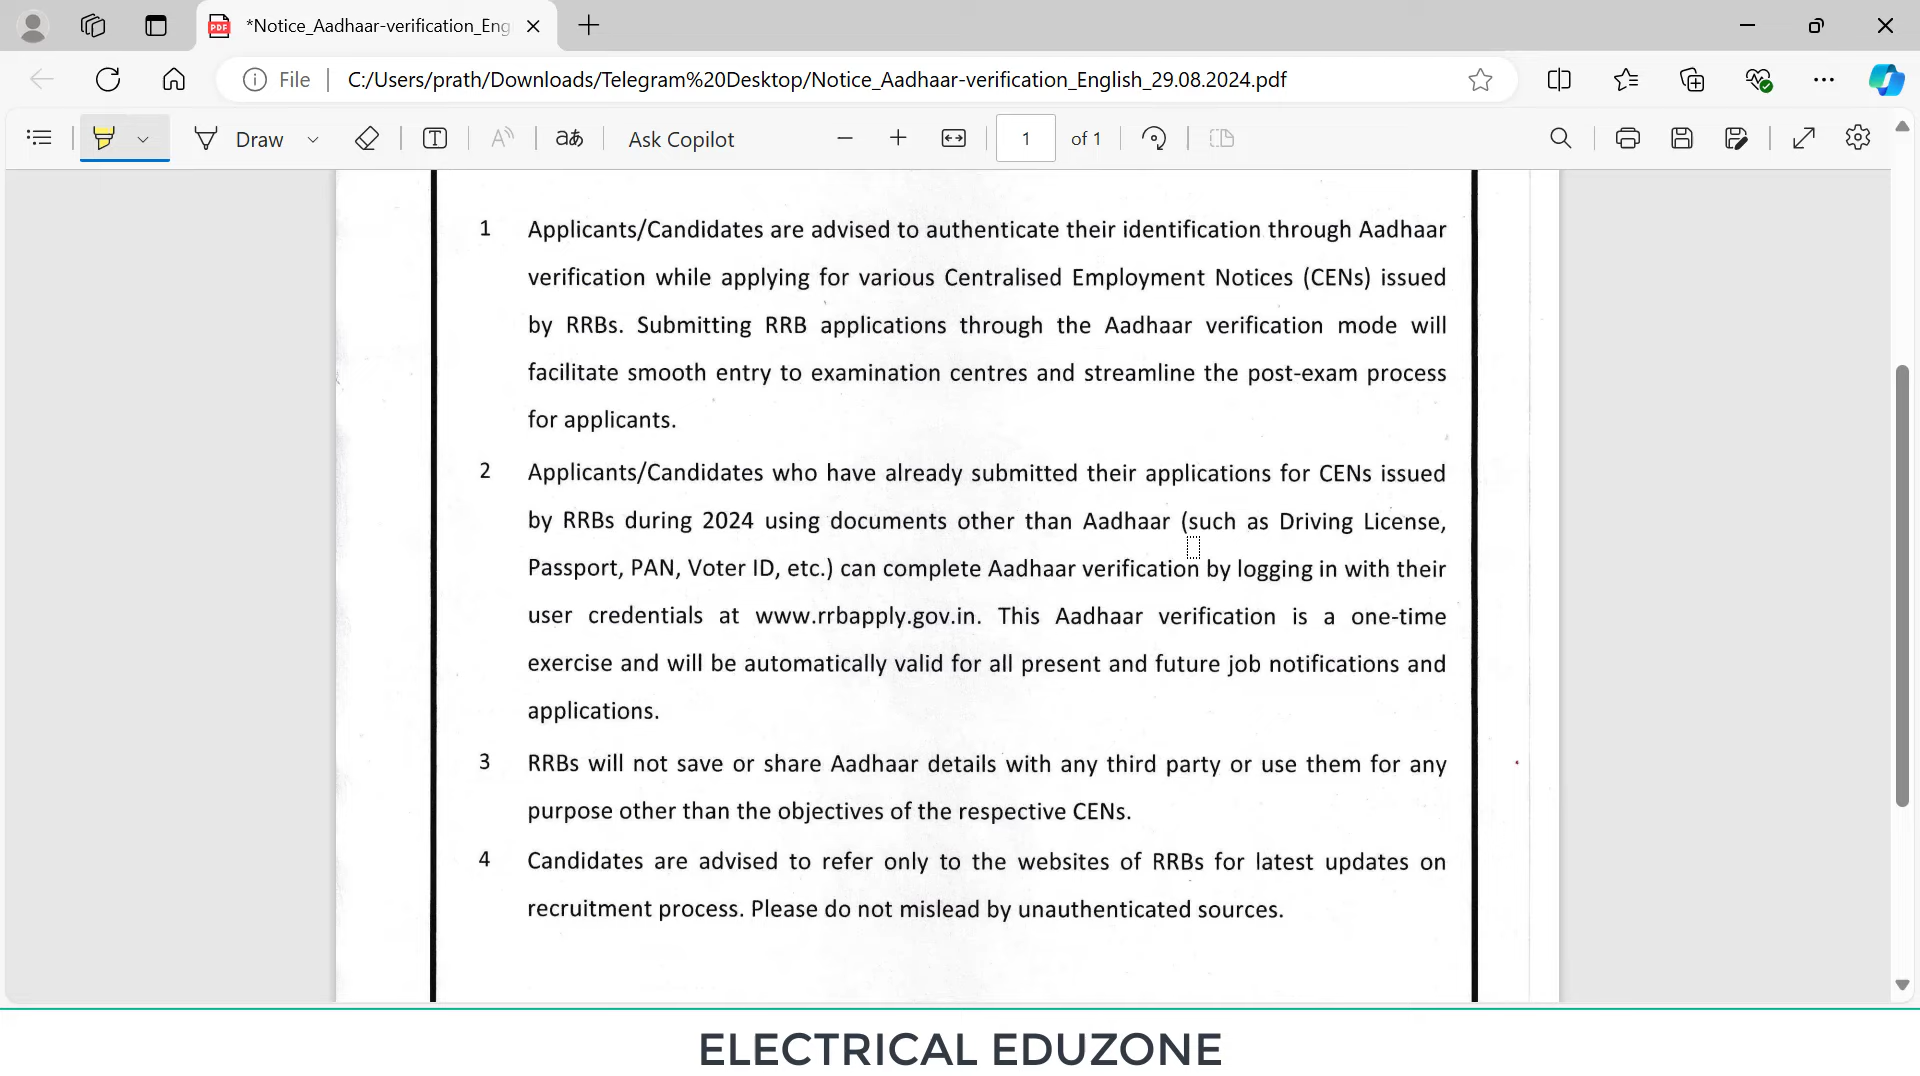 *Notice_Aadhaar-verification_Eng
File
C:/Users/prath/Downloads/Telegram%20Desktop/Notice_Aadhaar-verification_English_29.08.2024.pdf
Draw
Ask Copilot
1 of 1
1 Applicants/Candidates are advised to authenticate their identification through Aadhaar
verification while applying for various Centralised Employment Notices (CENs) issued
by RRBs. Submitting RRB applications through the Aadhaar verification mode will
facilitate smooth entry to examination centres and streamline the post-exam process
for applicants.
2 Applicants/Candidates who have already submitted their applications for CENs issued
by RRBs during 2024 using documents other than Aadhaar (such as Driving License,
Passport, PAN, Voter ID, etc.) can complete Aadhaar verification by logging in with their
user credentials at www.rrbapply.gov.in. This Aadhaar verification is a one-time
exercise and will be automatically valid for all present and future job notifications and
applications.
3 RRBs will not save or share Aadhaar details with any third party or use them for any
purpose other than the objectives of the respective CENs.
4 Candidates are advised to refer only to the websites of RRBs for latest updates on
recruitment process. Please do not mislead by unauthenticated sources.
ELECTRICAL EDUZONE